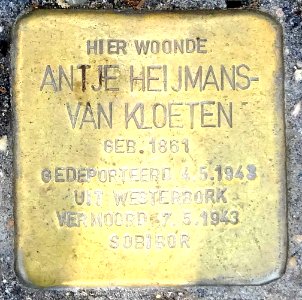 HIER WOONDE
ANTJE HEIJMANS-
VAN KLOETEN
GEB. 1861
GEDEPORTEERD 4.5.1943
UIT WESTERBORK
VERMOORD 7.5.1943
SOBIBOR